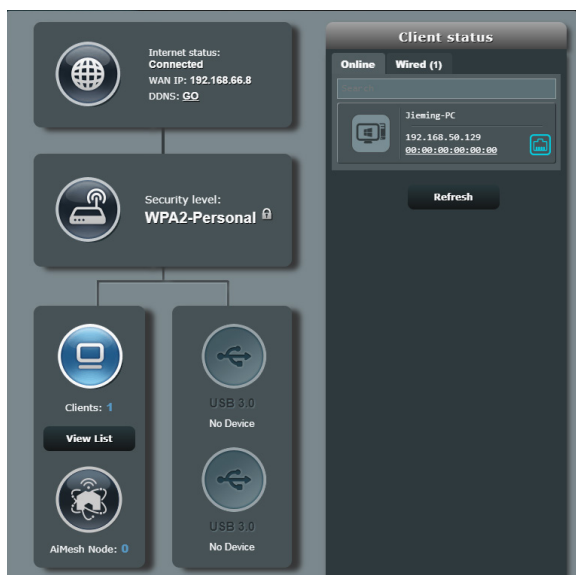 Internet status:
Connected
WAN IP: 192.168.66.8
DDNS: GO
Security level:
WPA2-Personal
Clients: 1
View List
AiMesh Node: 0
USB 3.0
No Device
USB 3.0
No Device
Client status
Online Wired (1)
Search
Jieming-PC
192.168.50.129
00:00:00:00:00:00
Refresh